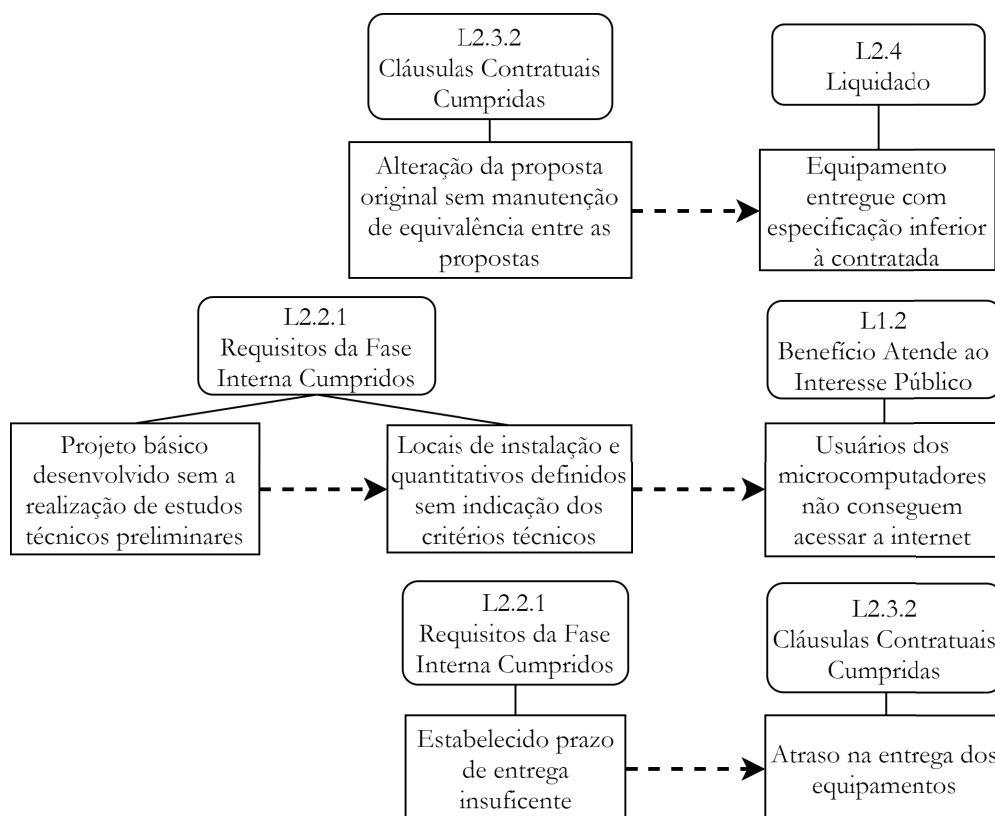 L2.3.2
Cláusulas Contratuais
Cumpridas
L2.4
Liquidado
Alteração da proposta
original sem manutenção
de equivalência entre as
propostas
Equipamento
entregue com
especificação inferior
à contratada
L2.2.1
Requisitos da Fase
Interna Cumpridos
L1.2
Benefício Atende ao
Interesse Público
Projeto básico
desenvolvido sem a
realização de estudos
técnicos preliminares
Locais de instalação e
quantitativos definidos
sem indicação dos
critérios técnicos
Usuários dos
microcomputadores
não conseguem
acessar a internet
L2.2.1
Requisitos da Fase
Interna Cumpridos
L2.3.2
Cláusulas Contratuais
Cumpridas
Estabelecido prazo
de entrega
insuficente
Atraso na entrega dos
equipamentos